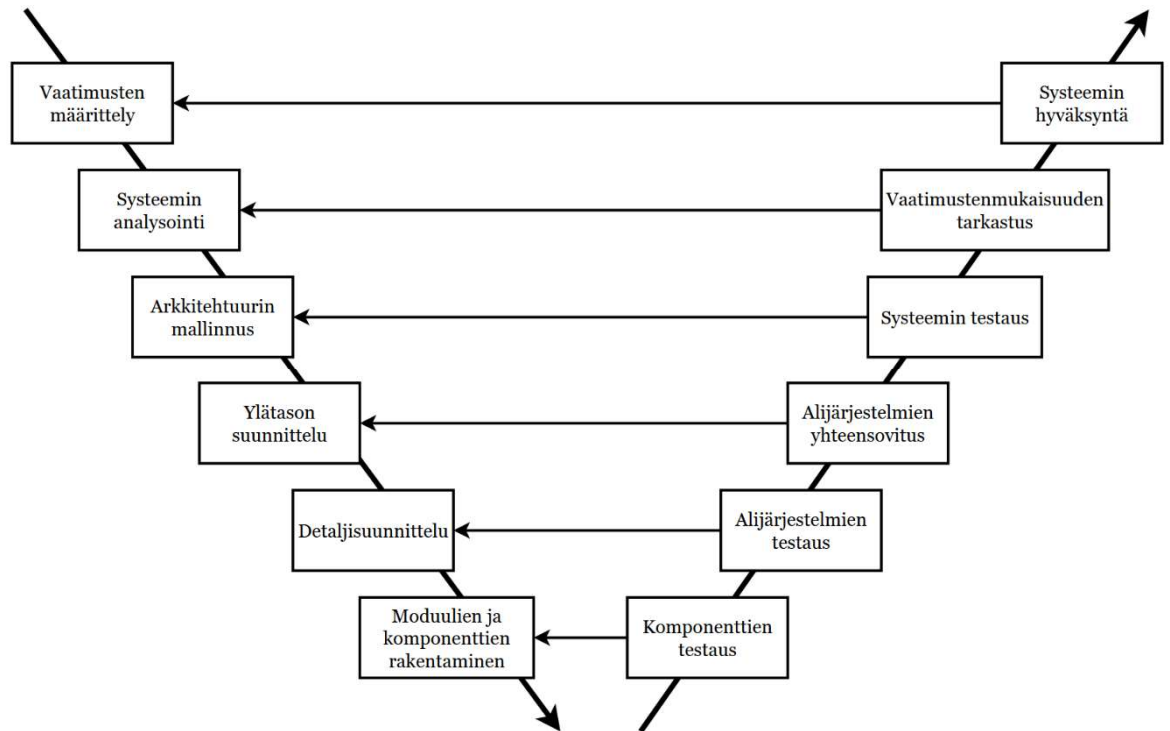 Vaatimusten
määrittely
Systeemin
hyväksyntä
Systeemin
analysointi
Vaatimustenmukaisuuden
tarkastus
Arkkitehtuurin
mallinnus
Systeemin testaus
Ylätason
suunnittelu
Alijärjestelmien
yhteensovitus
Detaljisuunnittelu
Alijärjestelmien
testaus
Moduulien ja
komponenttien
rakentaminen
Komponenttien
testaus